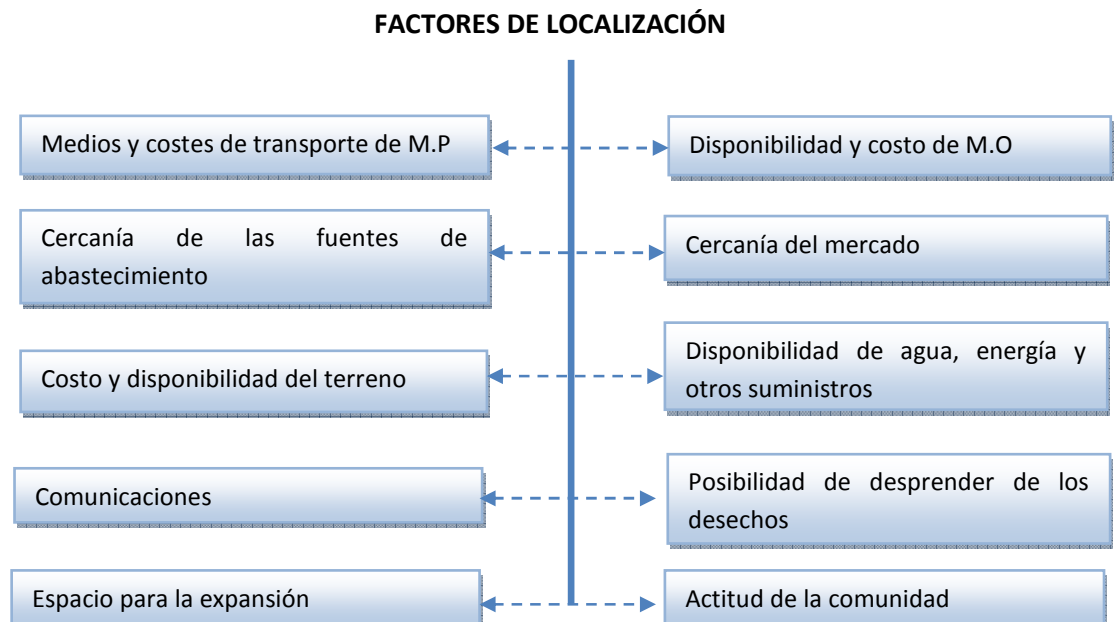 FACTORES DE LOCALIZACIÓN
Medios y costes de transporte de M.P
Disponibilidad y costo de M.O
Cercanía de las fuentes de
abastecimiento
Cercanía del mercado
Costo y disponibilidad del terreno
Disponibilidad de agua, energía y
otros suministros
Comunicaciones
Posibilidad de desprender de los
desechos
Espacio para la expansión
Actitud de la comunidad